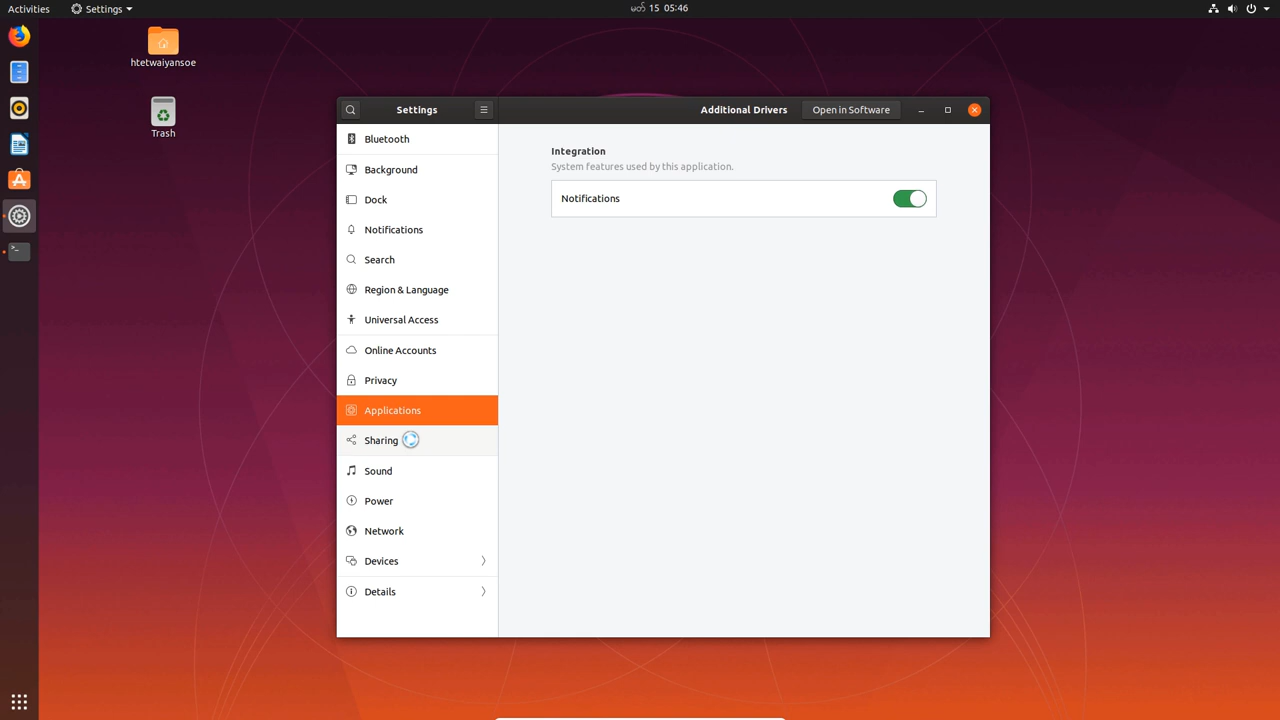 Activities
Settings
မတ် 15 05:46
htetwaiyansoe
Trash
Settings
Additional Drivers
Open in Software
Bluetooth
Background
Dock
Notifications
Search
Region & Language
Universal Access
Online Accounts
Privacy
Applications
Sharing
Sound
Power
Network
Devices
Details
Integration
System features used by this application.
Notifications